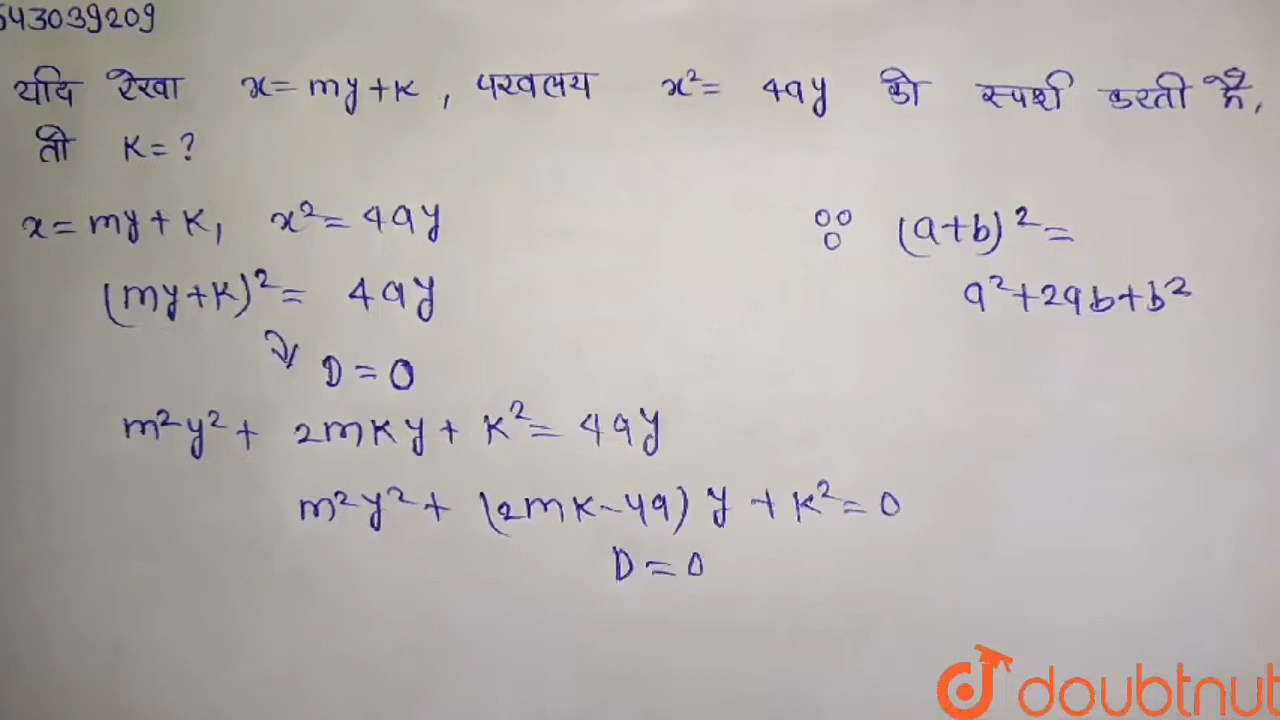 543039209
यदि रेखा x = my + K , परवलय x² = 4ay को स्पर्श करती है,
तो K = ?
x = my + K, x² = 4ay
∵ (a+b)² =
(my+K)² = 4ay
a²+2ab+b²
D = 0
m²y² + 2mKy + K² = 4ay
m²y² + (2mK - 4a) y + K² = 0
D = 0
doubtnut